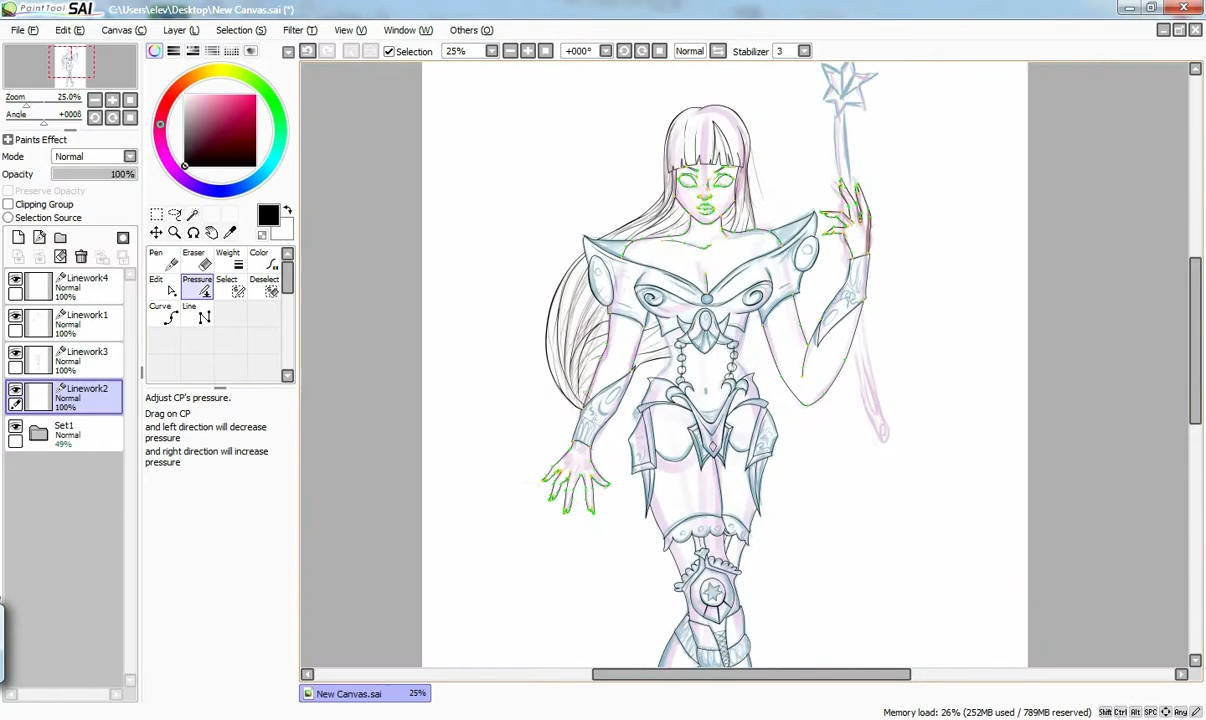 PaintTool SAI C:\Users\elev\Desktop\New Canvas.sai (*)
File (F) Edit (E) Canvas (C) Layer (L) Selection (S) Filter (T) View (V) Window (W) Others (O)
Selection 25% +000° Normal Stabilizer 3
Zoom 25.0%
Angle +000ß
Paints Effect
Mode Normal
Opacity 100%
Preserve Opacity
Clipping Group
Selection Source
Linework4
Normal
100%
Linework1
Normal
100%
Linework3
Normal
100%
Linework2
Normal
100%
Set1
Normal
49%
Pen Eraser Weight Color
Edit Pressure Select Deselect
Curve Line
Adjust CP's pressure.
Drag on CP
and left direction will decrease
pressure
and right direction will increase
pressure
New Canvas.sai 25%
Memory load: 26% (252MB used / 789MB reserved) Shift Ctrl Alt SPC Any